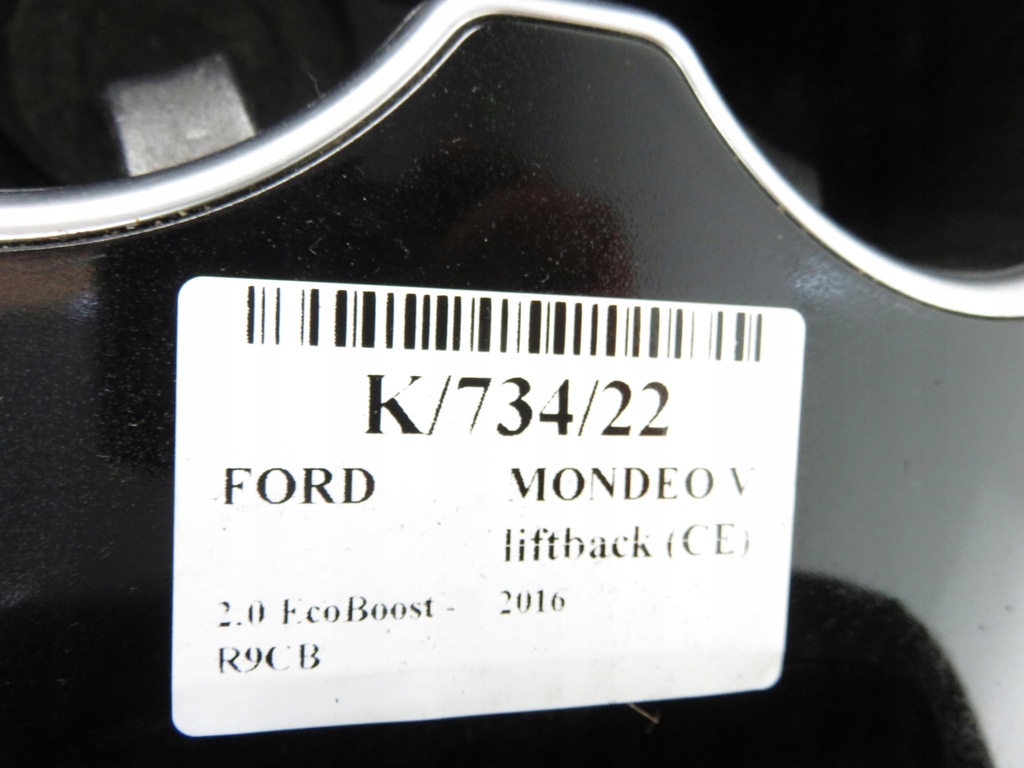 K/734/22
FORD MONDEO V
liftback (CE)
2.0 EcoBoost - 2016
R9CB